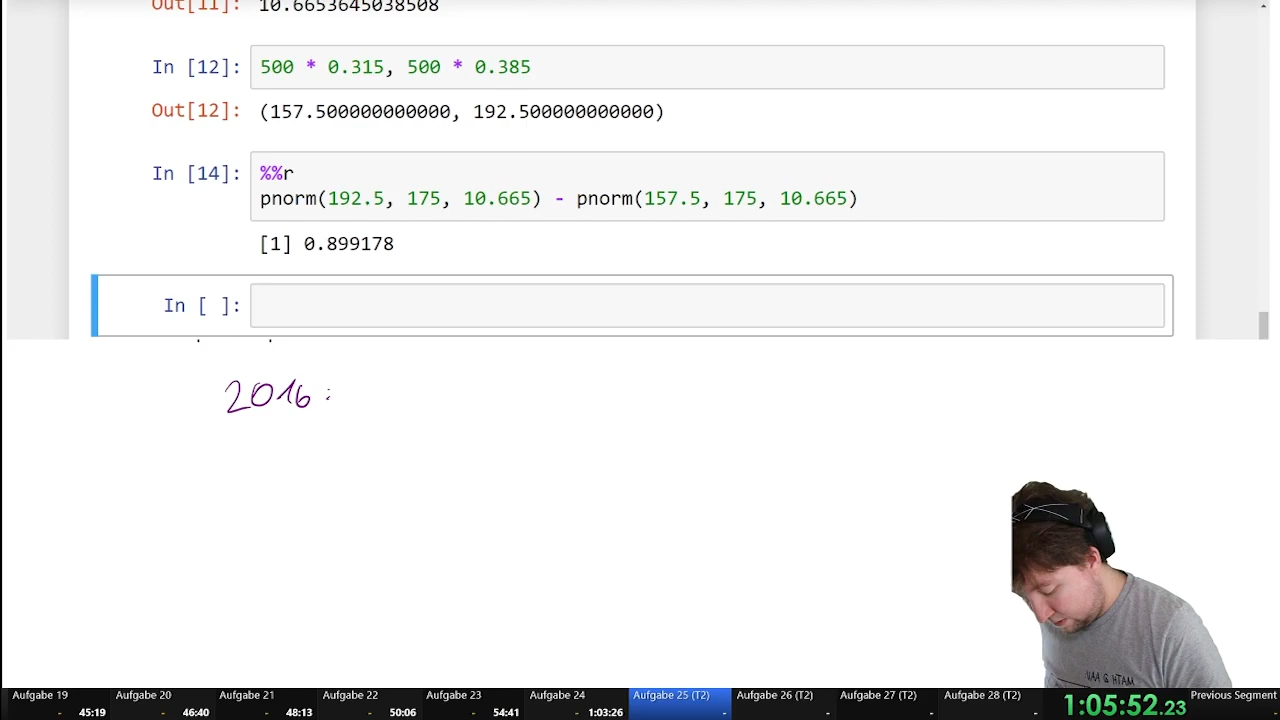 Out[11]: 10.6653645038508
In [12]: 500 * 0.315, 500 * 0.385
Out[12]: (157.500000000000, 192.500000000000)
In [14]: %%r
pnorm(192.5, 175, 10.665) - pnorm(157.5, 175, 10.665)
[1] 0.899178
In [ ]:
2016:
Aufgabe 19 Aufgabe 20 Aufgabe 21 Aufgabe 22 Aufgabe 23 Aufgabe 24 Aufgabe 25 (T2) Aufgabe 26 (T2) Aufgabe 27 (T2) Aufgabe 28 (T2) 1:05:52.23 Previous Segment
- 45:19 - 46:40 - 48:13 - 50:06 - 54:41 - 1:03:26 - - - - -